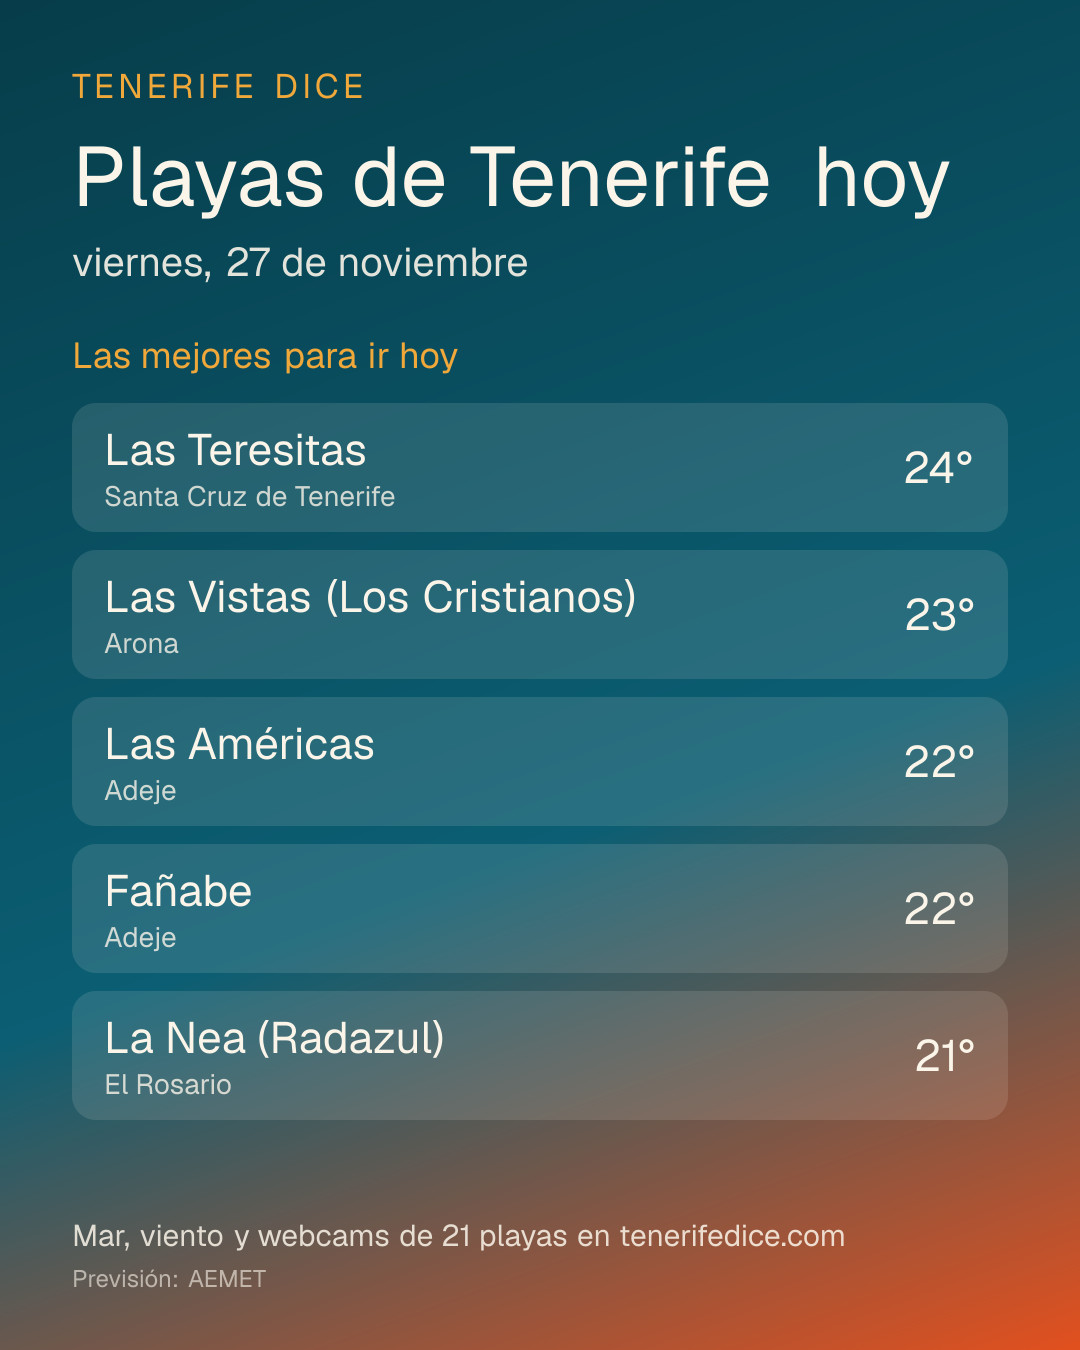 TENERIFE DICE
Playas de Tenerife hoy
viernes, 27 de noviembre
Las mejores para ir hoy
Las Teresitas
Santa Cruz de Tenerife
24°
Las Vistas (Los Cristianos)
Arona
23°
Las Américas
Adeje
22°
Fañabe
Adeje
22°
La Nea (Radazul)
El Rosario
21°
Mar, viento y webcams de 21 playas en tenerifedice.com
Previsión: AEMET